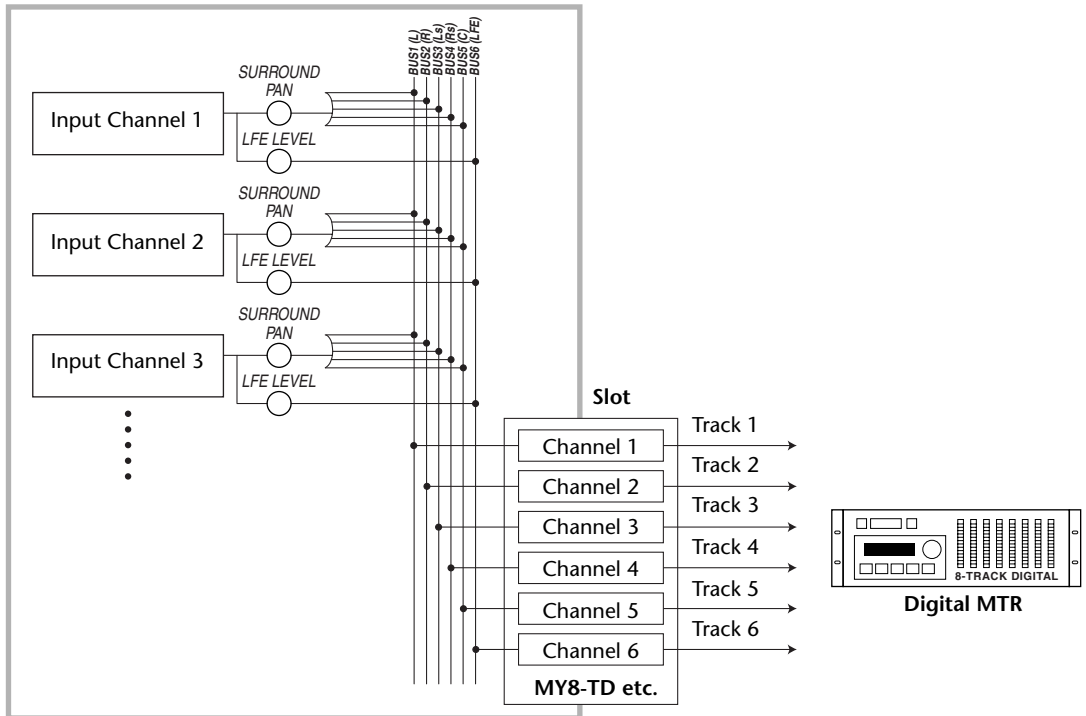 BUS1 (L)
BUS2 (R)
BUS3 (Ls)
BUS4 (Rs)
BUS5 (C)
BUS6 (LFE)
SURROUND
PAN
Input Channel 1
LFE LEVEL
SURROUND
PAN
Input Channel 2
LFE LEVEL
SURROUND
PAN
Input Channel 3
LFE LEVEL
Slot
Channel 1
Track 1
Channel 2
Track 2
Channel 3
Track 3
Channel 4
Track 4
Channel 5
Track 5
Channel 6
Track 6
MY8-TD etc.
8-TRACK DIGITAL
Digital MTR